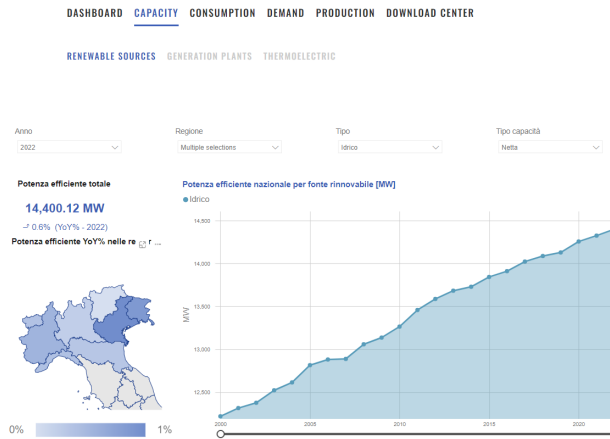 DASHBOARD CAPACITY CONSUMPTION DEMAND PRODUCTION DOWNLOAD CENTER
RENEWABLE SOURCES GENERATION PLANTS THERMOELECTRIC
Anno Regione Tipo Tipo capacità
2022 Multiple selections Idrico Netta
Potenza efficiente totale
14,400.12 MW
0.6% (YoY% - 2022)
Potenza efficiente YoY% nelle re r ...
0% 1%
Potenza efficiente nazionale per fonte rinnovabile [MW]
Idrico
MW
14,500
14,000
13,500
13,000
12,500
2000 2005 2010 2015 2020